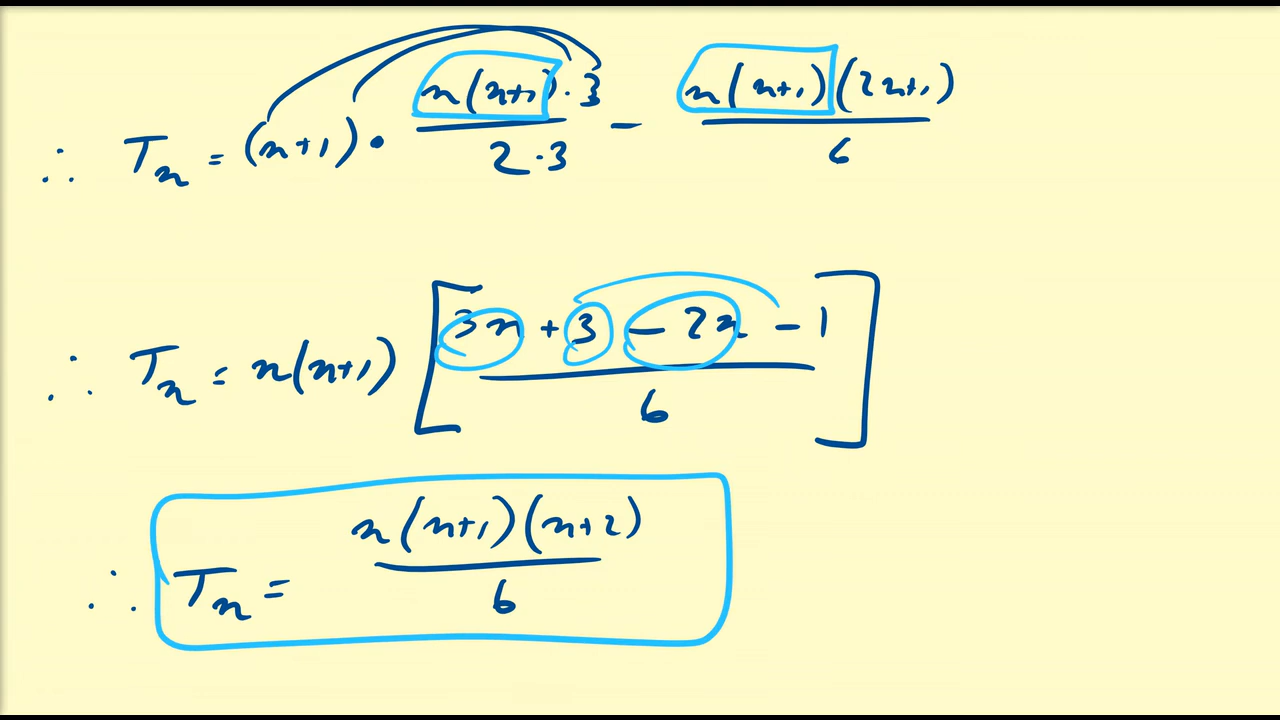 ∴ Tn = (n+1) • n(n+1)·3 / 2·3 − n(n+1)(2n+1) / 6
∴ Tn = n(n+1) [ 3n + 3 − 2n − 1 / 6 ]
∴ Tn = n(n+1)(n+2) / 6